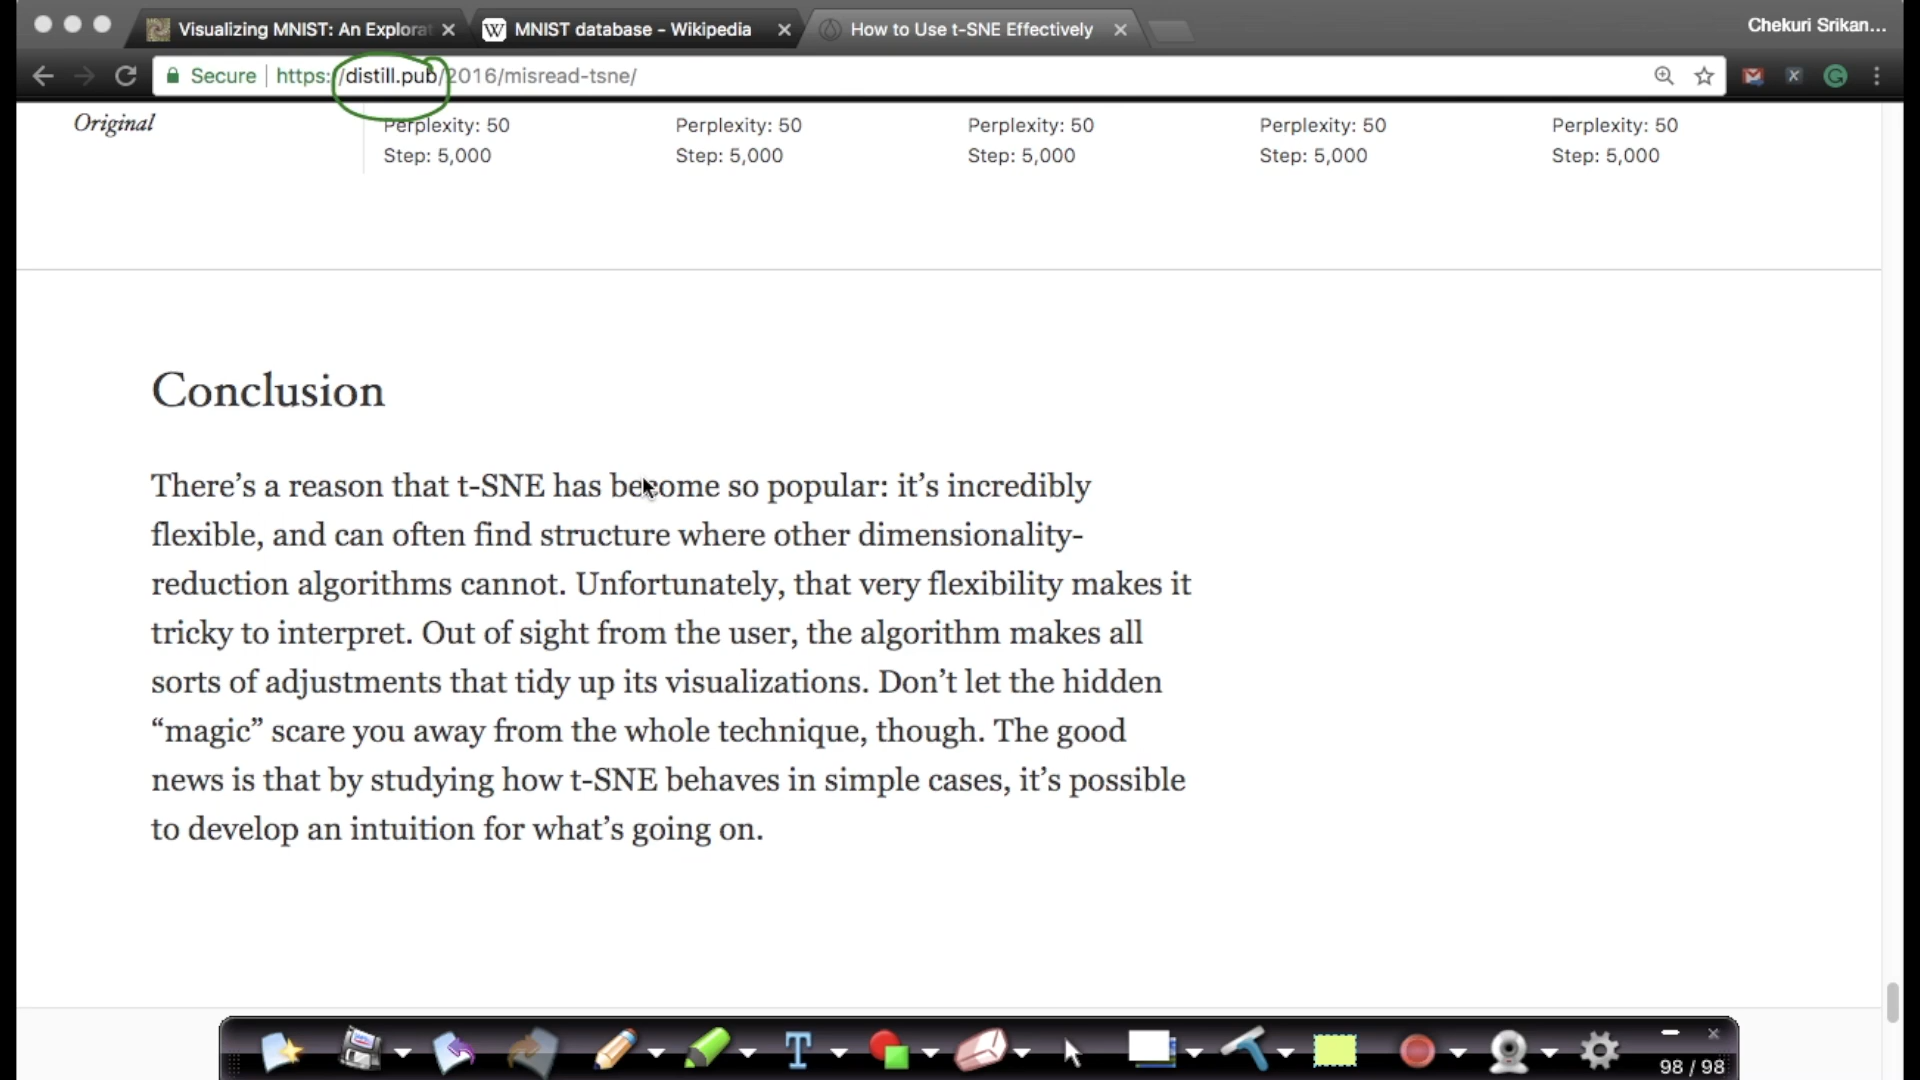 Visualizing MNIST: An Explorat
MNIST database - Wikipedia
How to Use t-SNE Effectively
Chekuri Srikan...
Secure
https://distill.pub/2016/misread-tsne/
Original
Perplexity: 50
Step: 5,000
Perplexity: 50
Step: 5,000
Perplexity: 50
Step: 5,000
Perplexity: 50
Step: 5,000
Perplexity: 50
Step: 5,000
Conclusion
There’s a reason that t-SNE has become so popular: it’s incredibly
flexible, and can often find structure where other dimensionality-
reduction algorithms cannot. Unfortunately, that very flexibility makes it
tricky to interpret. Out of sight from the user, the algorithm makes all
sorts of adjustments that tidy up its visualizations. Don’t let the hidden
“magic” scare you away from the whole technique, though. The good
news is that by studying how t-SNE behaves in simple cases, it’s possible
to develop an intuition for what’s going on.
98 / 98